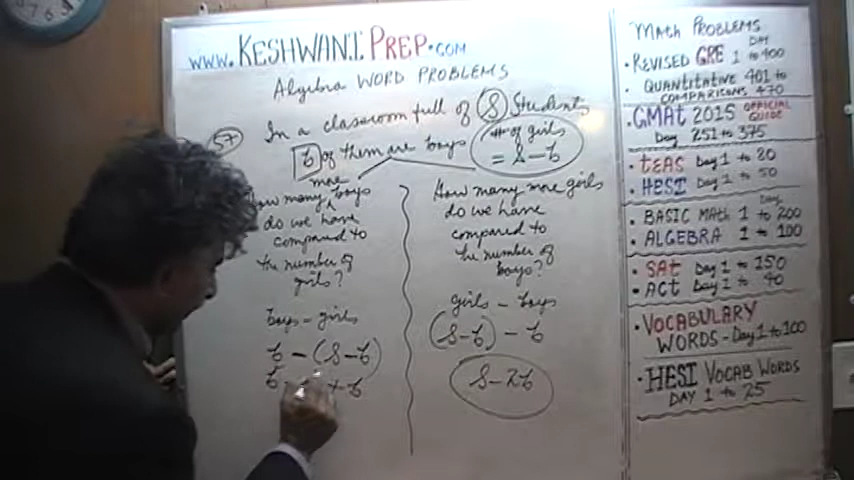 www.KESHWANIPREP.COM
Algebra WORD PROBLEMS
57
In a classroom full of S Students
b of them are boys
# of girls
= S - b
more
How many boys
do we have
compared to
the number of
girls?
boys - girls
b - (S - b)
+ b
How many more girls
do we have
compared to
the number of
boys?
girls - boys
(S - b) - b
S - 2b
MATH PROBLEMS
• REVISED GRE DAY 1 to 400
• QUANTITATIVE 401 to
COMPARISONS 470
• GMAT 2015 OFFICIAL GUIDE
Day 251 to 375
• TEAS Day 1 to 80
• HESI Day 1 to 50
Day
• BASIC MATH 1 to 200
• ALGEBRA 1 to 100
• SAT Day 1 to 150
• ACT Day 1 to 40
• VOCABULARY
WORDS - Day 1 to 100
• HESI VOCAB WORDS
DAY 1 to 25